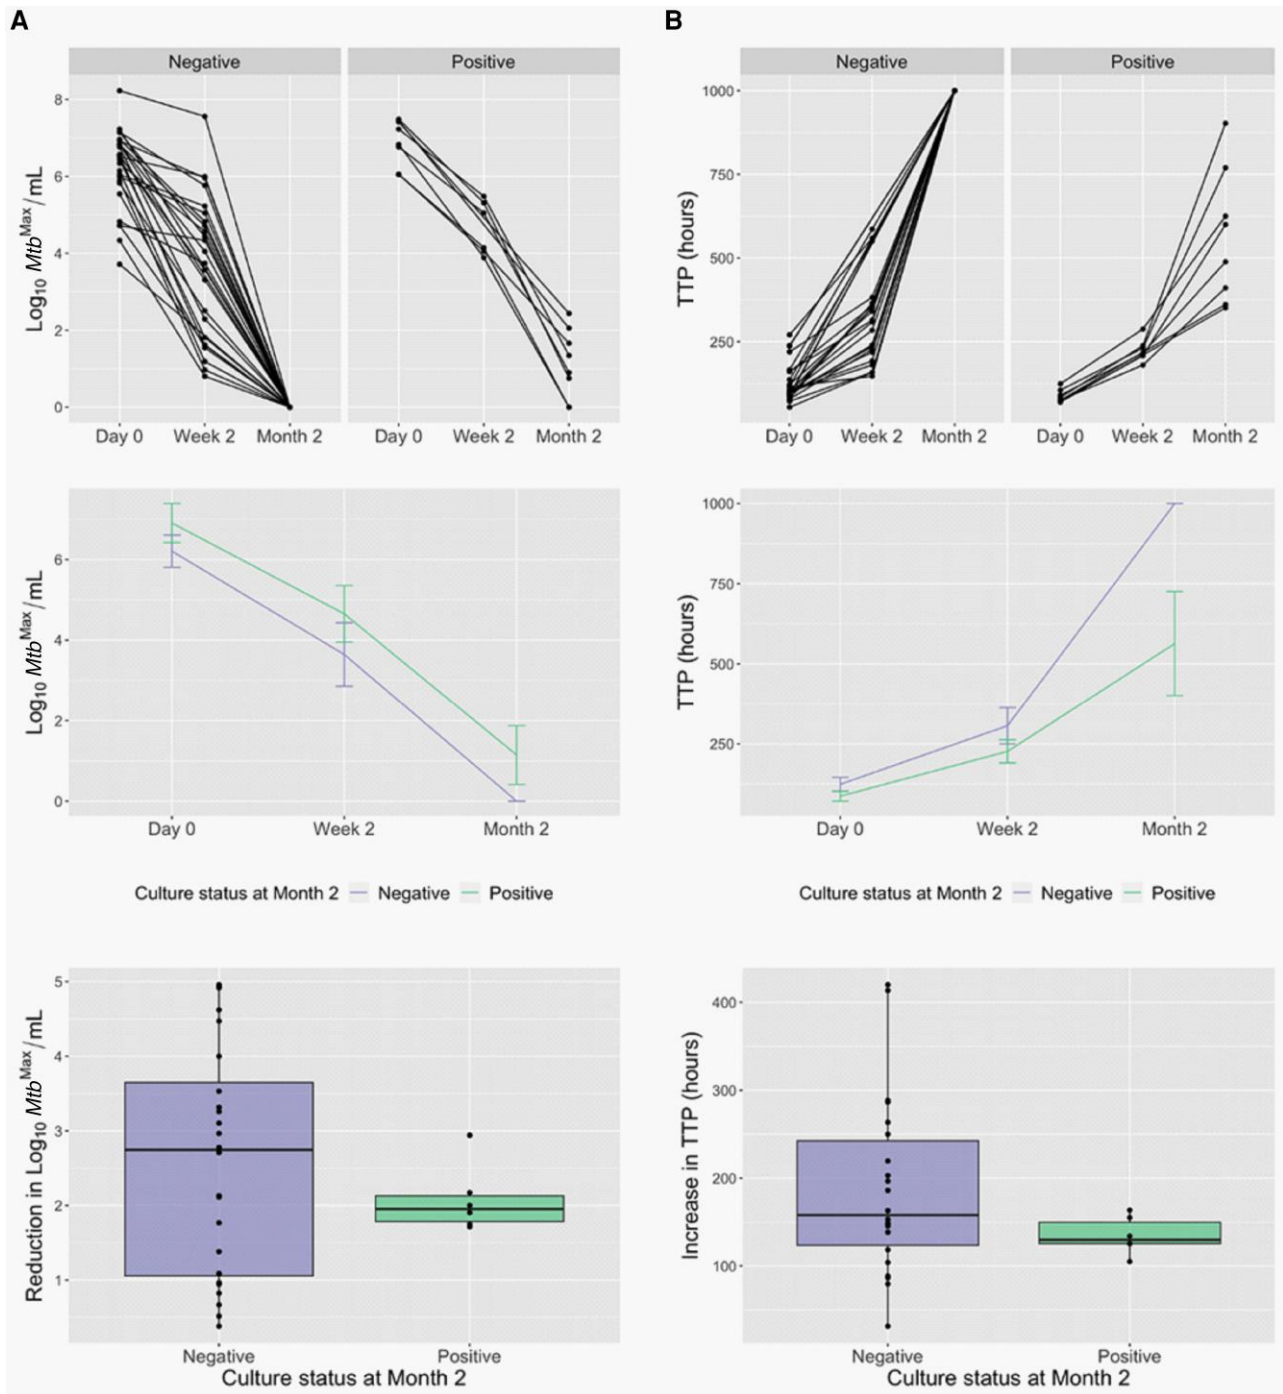 A
B
Negative Positive
Negative Positive
Log10 MtbMax/mL
8
6
4
2
0
Day 0 Week 2 Month 2 Day 0 Week 2 Month 2
TTP (hours)
1000
750
500
250
Day 0 Week 2 Month 2 Day 0 Week 2 Month 2
Log10 MtbMax/mL
6
4
2
0
Day 0 Week 2 Month 2
Culture status at Month 2 Negative Positive
TTP (hours)
1000
750
500
250
Day 0 Week 2 Month 2
Culture status at Month 2 Negative Positive
Reduction in Log10 MtbMax/mL
5
4
3
2
1
Negative Positive
Culture status at Month 2
Increase in TTP (hours)
400
300
200
100
Negative Positive
Culture status at Month 2